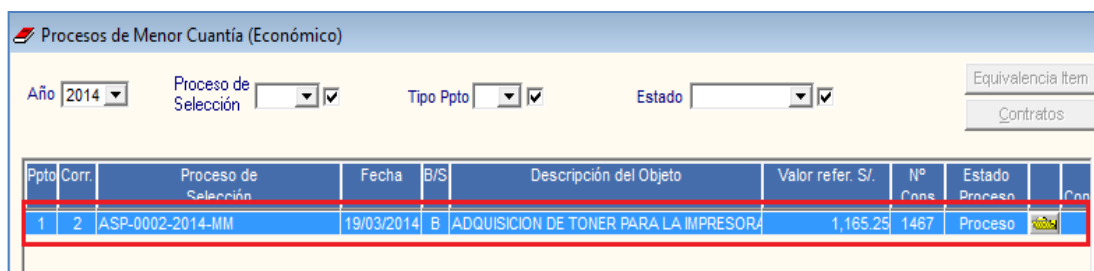 Procesos de Menor Cuantía (Económico)
Año 2014 Proceso de Selección Tipo Ppto Estado Equivalencia Item
Contratos
Ppto Corr. Proceso de Selección Fecha B/S Descripción del Objeto Valor refer. S/. Nº Cons Estado Proceso Con
1 2 ASP-0002-2014-MM 19/03/2014 B ADQUISICION DE TONER PARA LA IMPRESORA 1,165.25 1467 Proceso